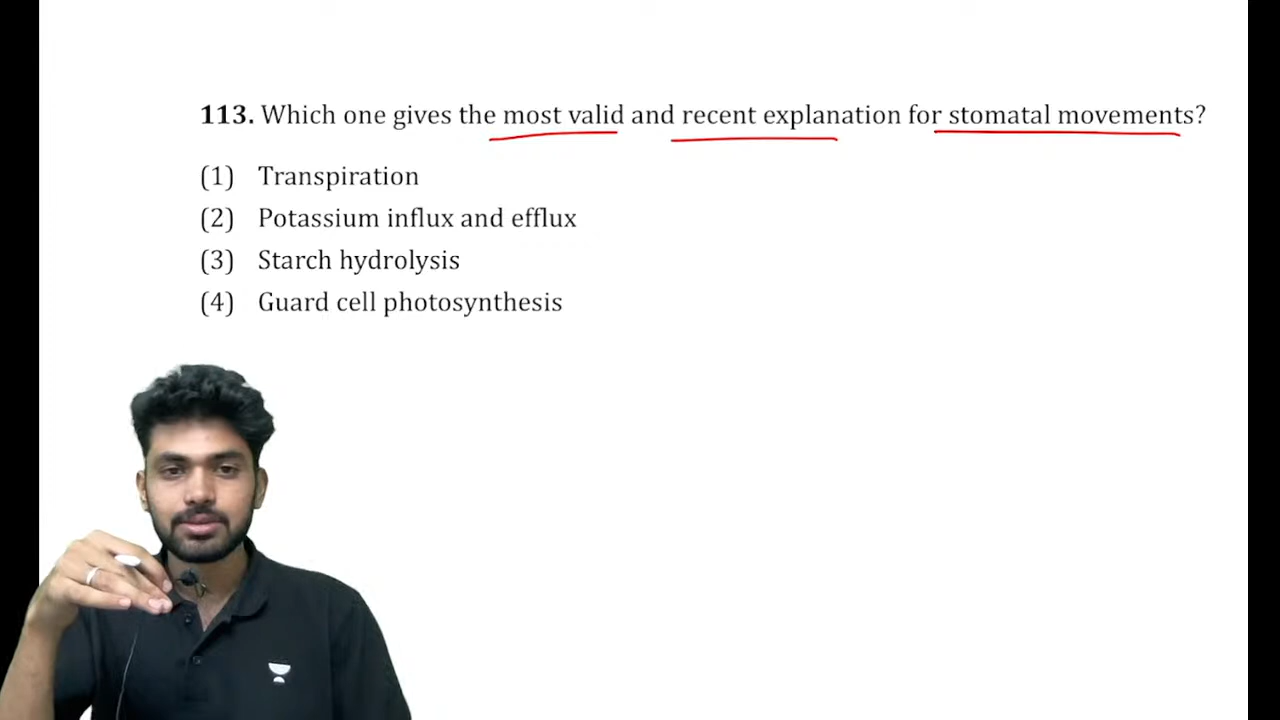 113. Which one gives the most valid and recent explanation for stomatal movements?
(1) Transpiration
(2) Potassium influx and efflux
(3) Starch hydrolysis
(4) Guard cell photosynthesis